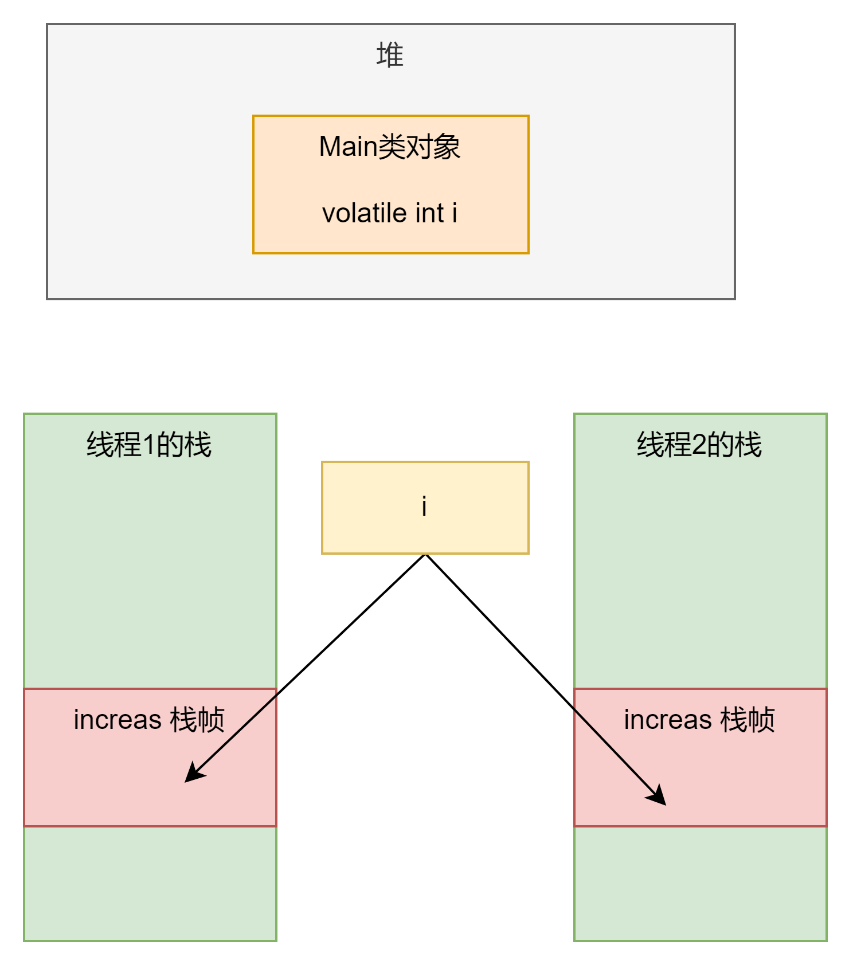 堆
Main类对象
volatile int i
线程1的栈
线程2的栈
i
increas 栈帧
increas 栈帧